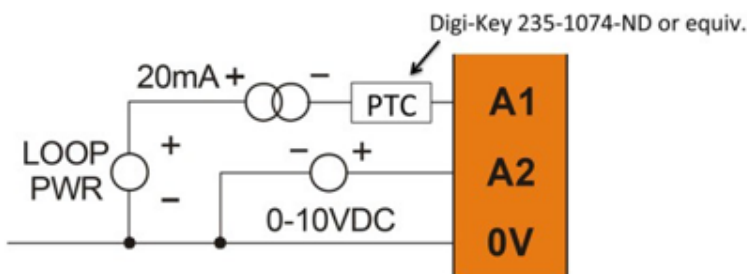 Digi-Key 235-1074-ND or equiv.
20mA + −
PTC
A1
LOOP
PWR
+
−
− +
A2
0-10VDC
0V